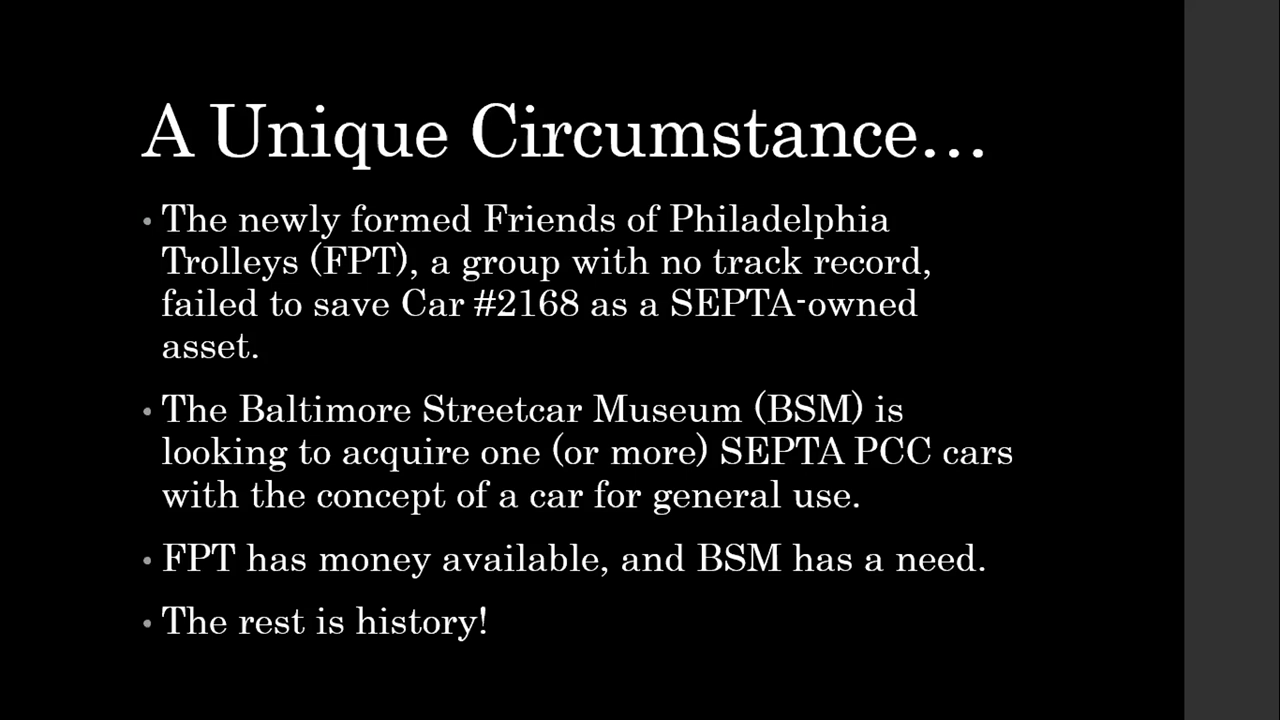 A Unique Circumstance…
• The newly formed Friends of Philadelphia
Trolleys (FPT), a group with no track record,
failed to save Car #2168 as a SEPTA-owned
asset.
• The Baltimore Streetcar Museum (BSM) is
looking to acquire one (or more) SEPTA PCC cars
with the concept of a car for general use.
• FPT has money available, and BSM has a need.
• The rest is history!